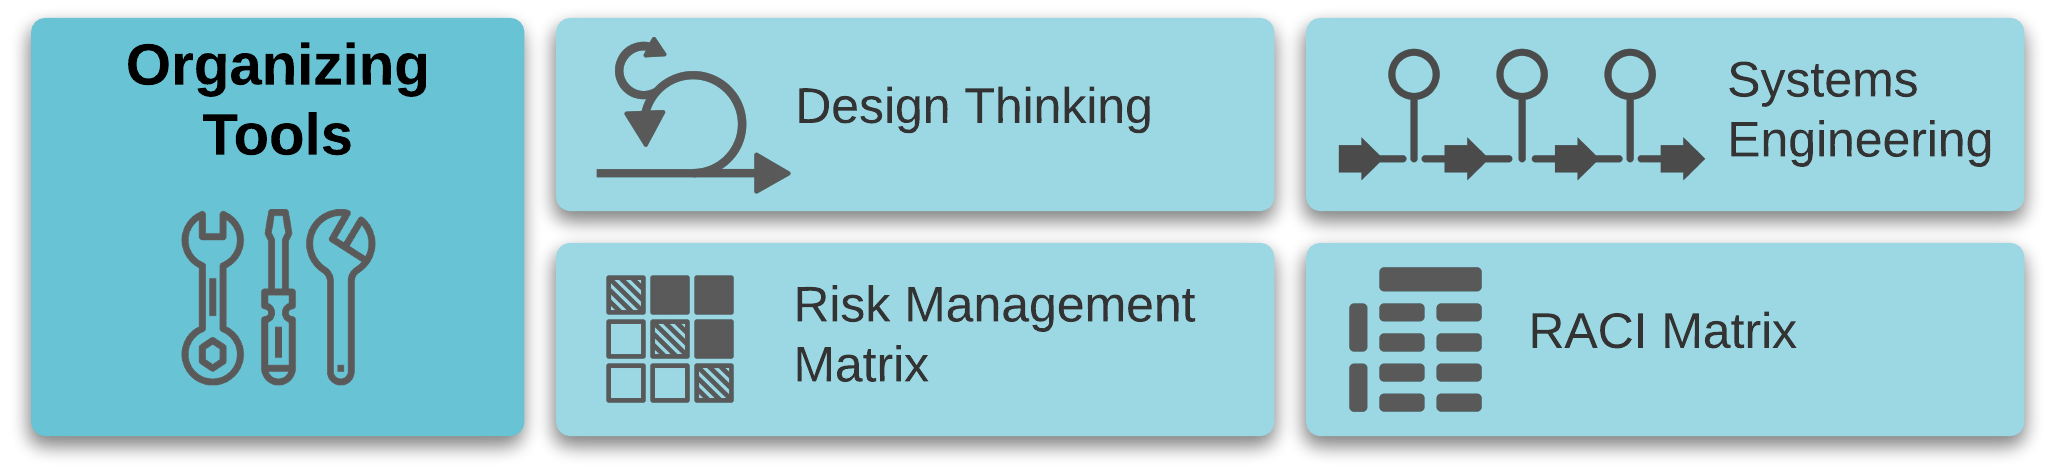 Organizing
Tools
Design Thinking
Systems
Engineering
Risk Management
Matrix
RACI Matrix